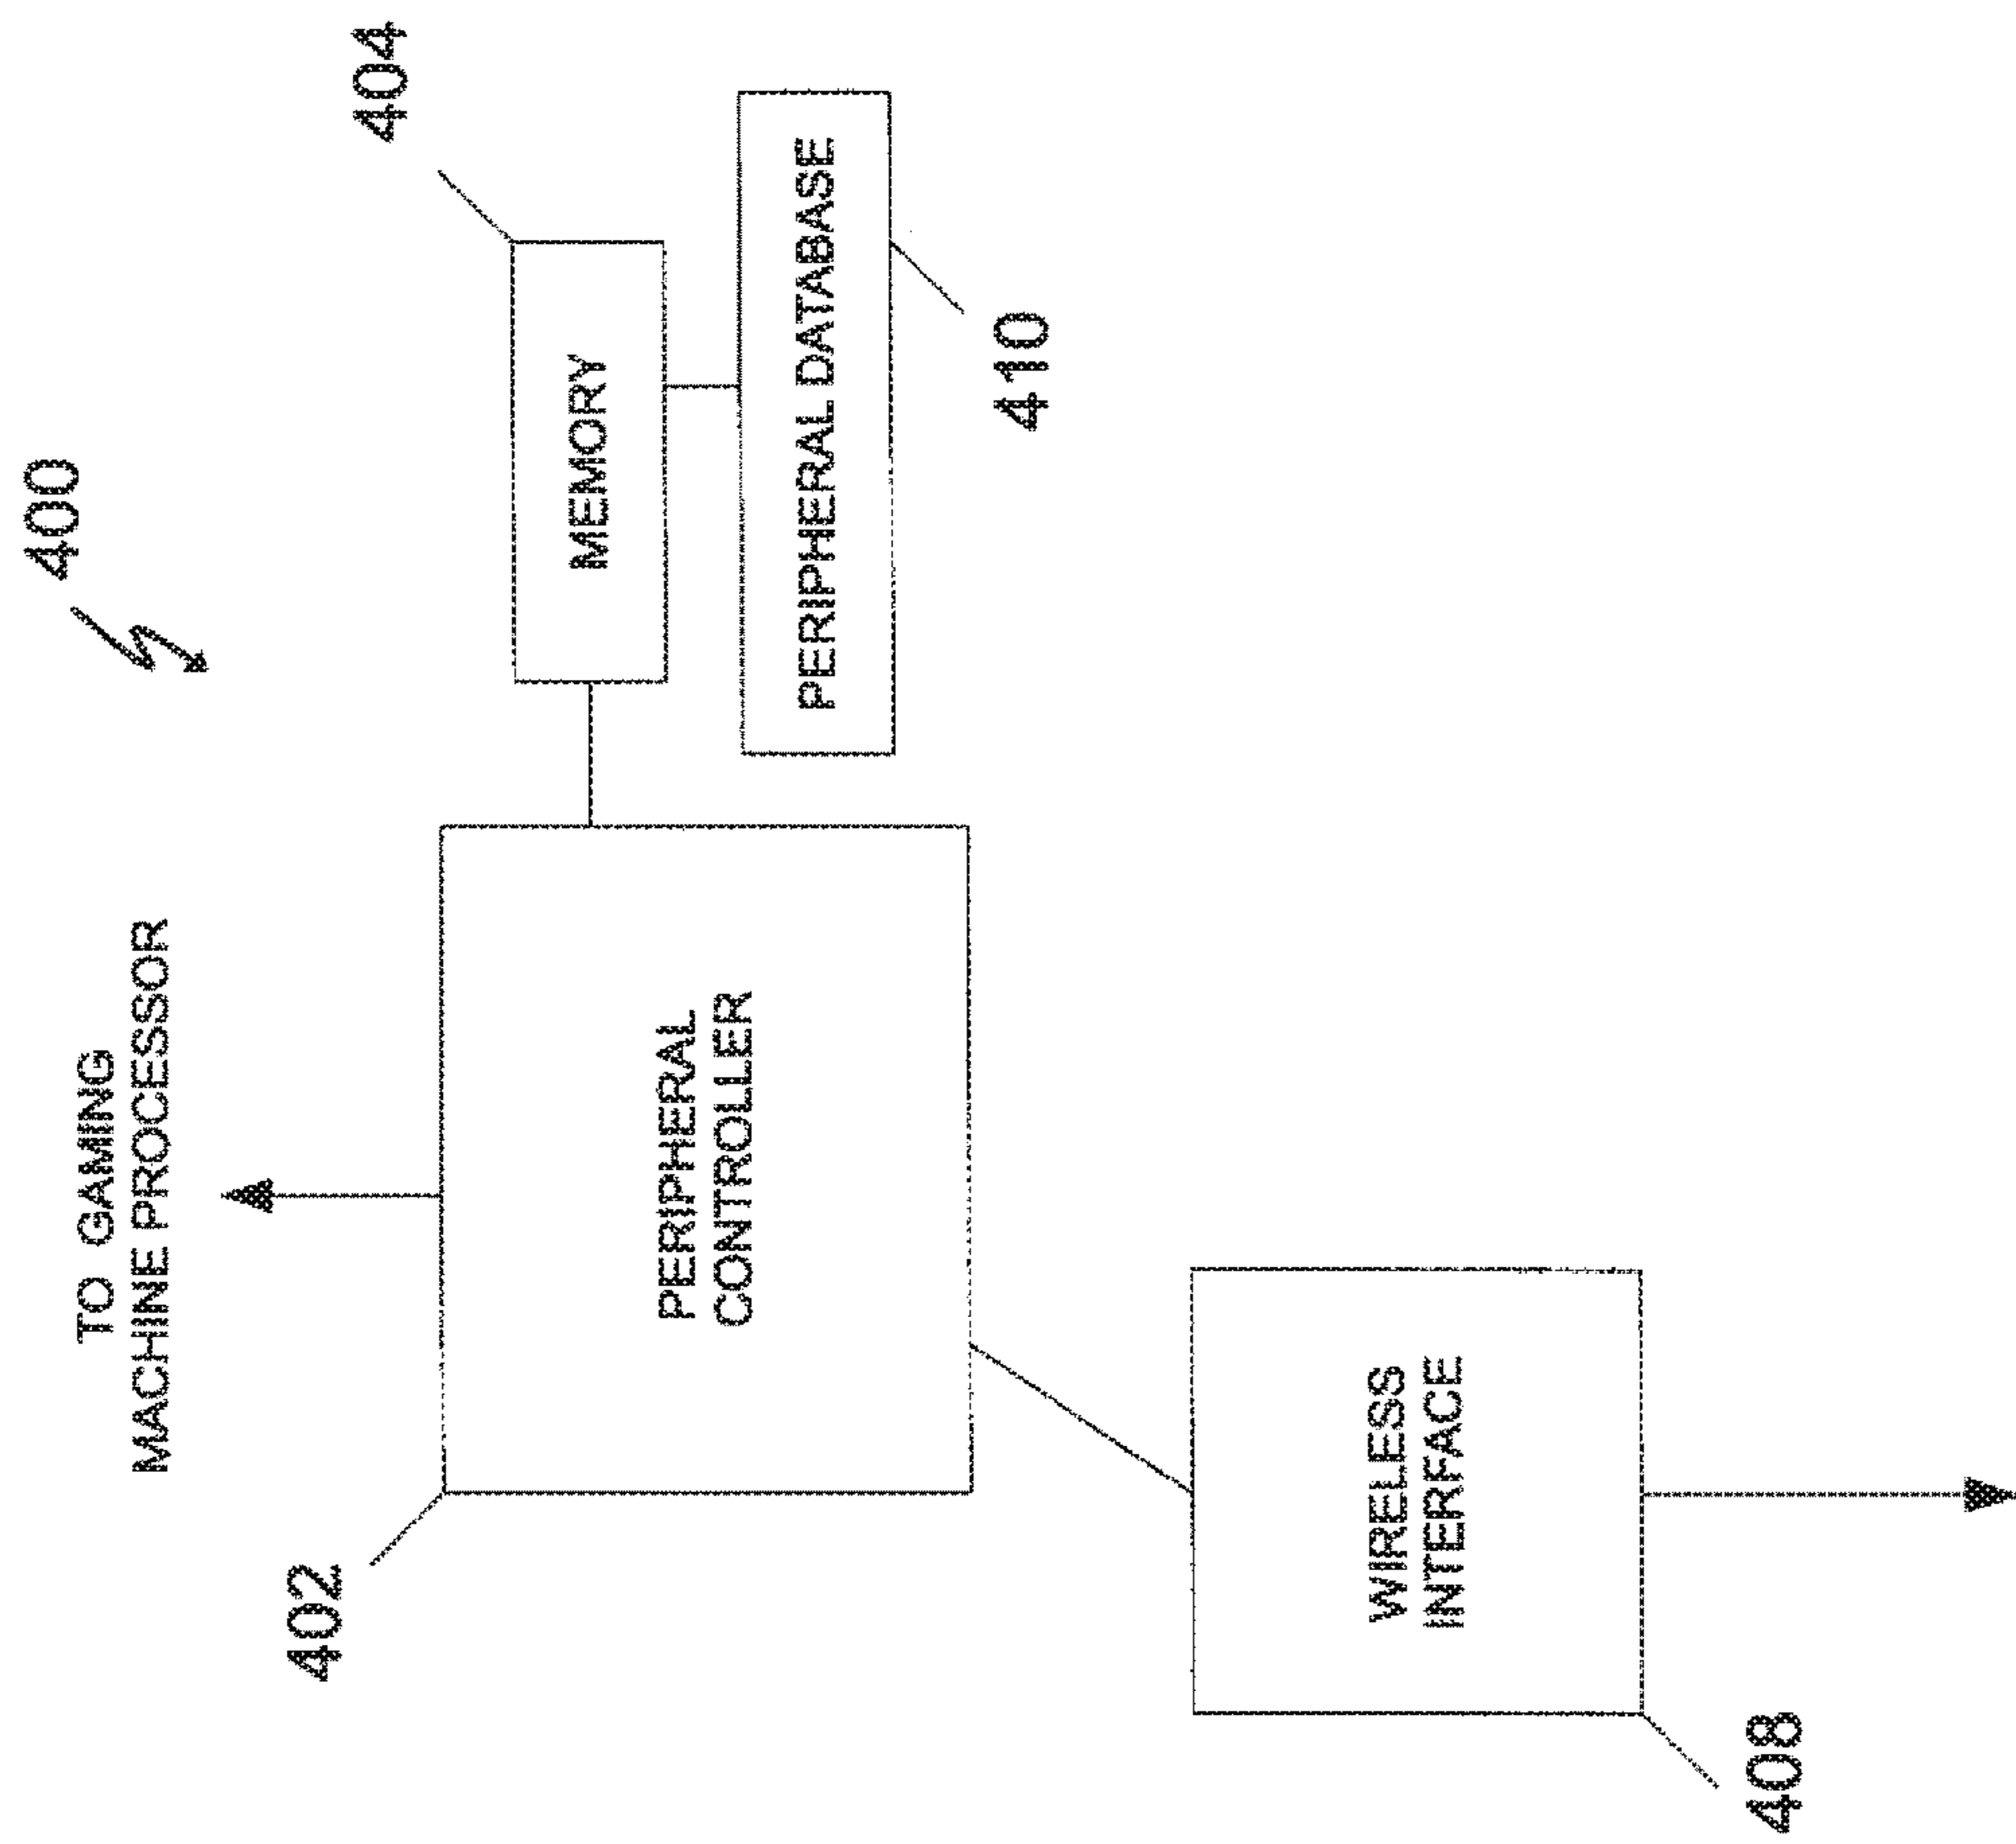 400
TO GAMING
MACHINE PROCESSOR
402
404
PERIPHERAL
CONTROLLER
MEMORY
PERIPHERAL DATABASE
410
WIRELESS
INTERFACE
408